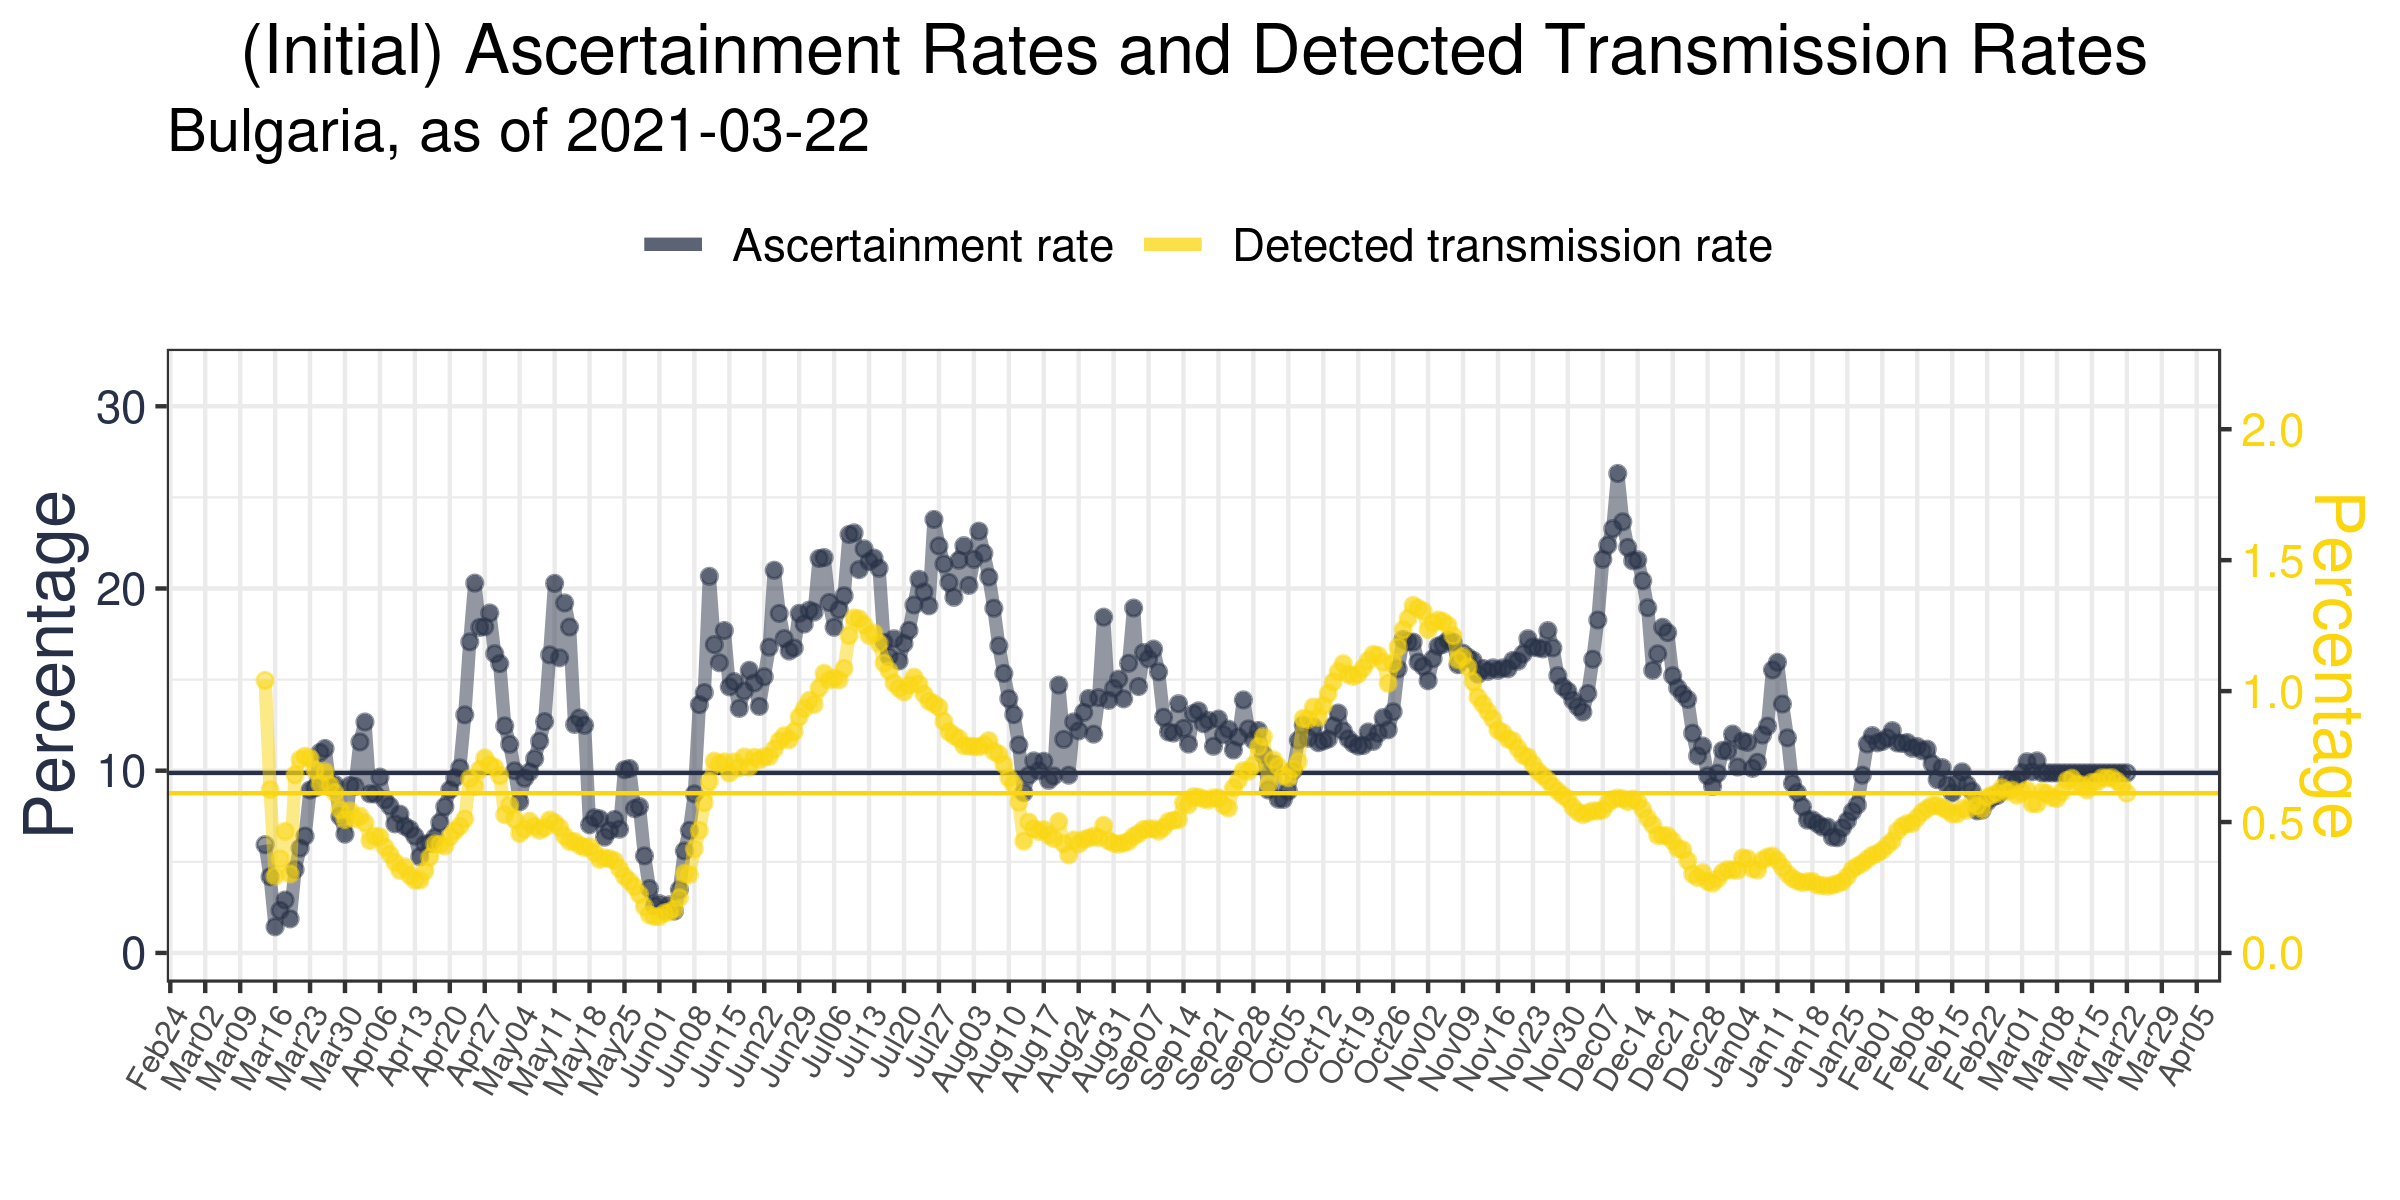 (Initial) Ascertainment Rates and Detected Transmission Rates
Bulgaria, as of 2021-03-22
Ascertainment rate
Detected transmission rate
Percentage
30
20
10
0
2.0
1.5
1.0
0.5
0.0
Percentage
Feb24
Mar02
Mar09
Mar16
Mar23
Mar30
Apr06
Apr13
Apr20
Apr27
May04
May11
May18
May25
Jun01
Jun08
Jun15
Jun22
Jun29
Jul06
Jul13
Jul20
Jul27
Aug03
Aug10
Aug17
Aug24
Aug31
Sep07
Sep14
Sep21
Sep28
Oct05
Oct12
Oct19
Oct26
Nov02
Nov09
Nov16
Nov23
Nov30
Dec07
Dec14
Dec21
Dec28
Jan04
Jan11
Jan18
Jan25
Feb01
Feb08
Feb15
Feb22
Mar01
Mar08
Mar15
Mar22
Mar29
Apr05